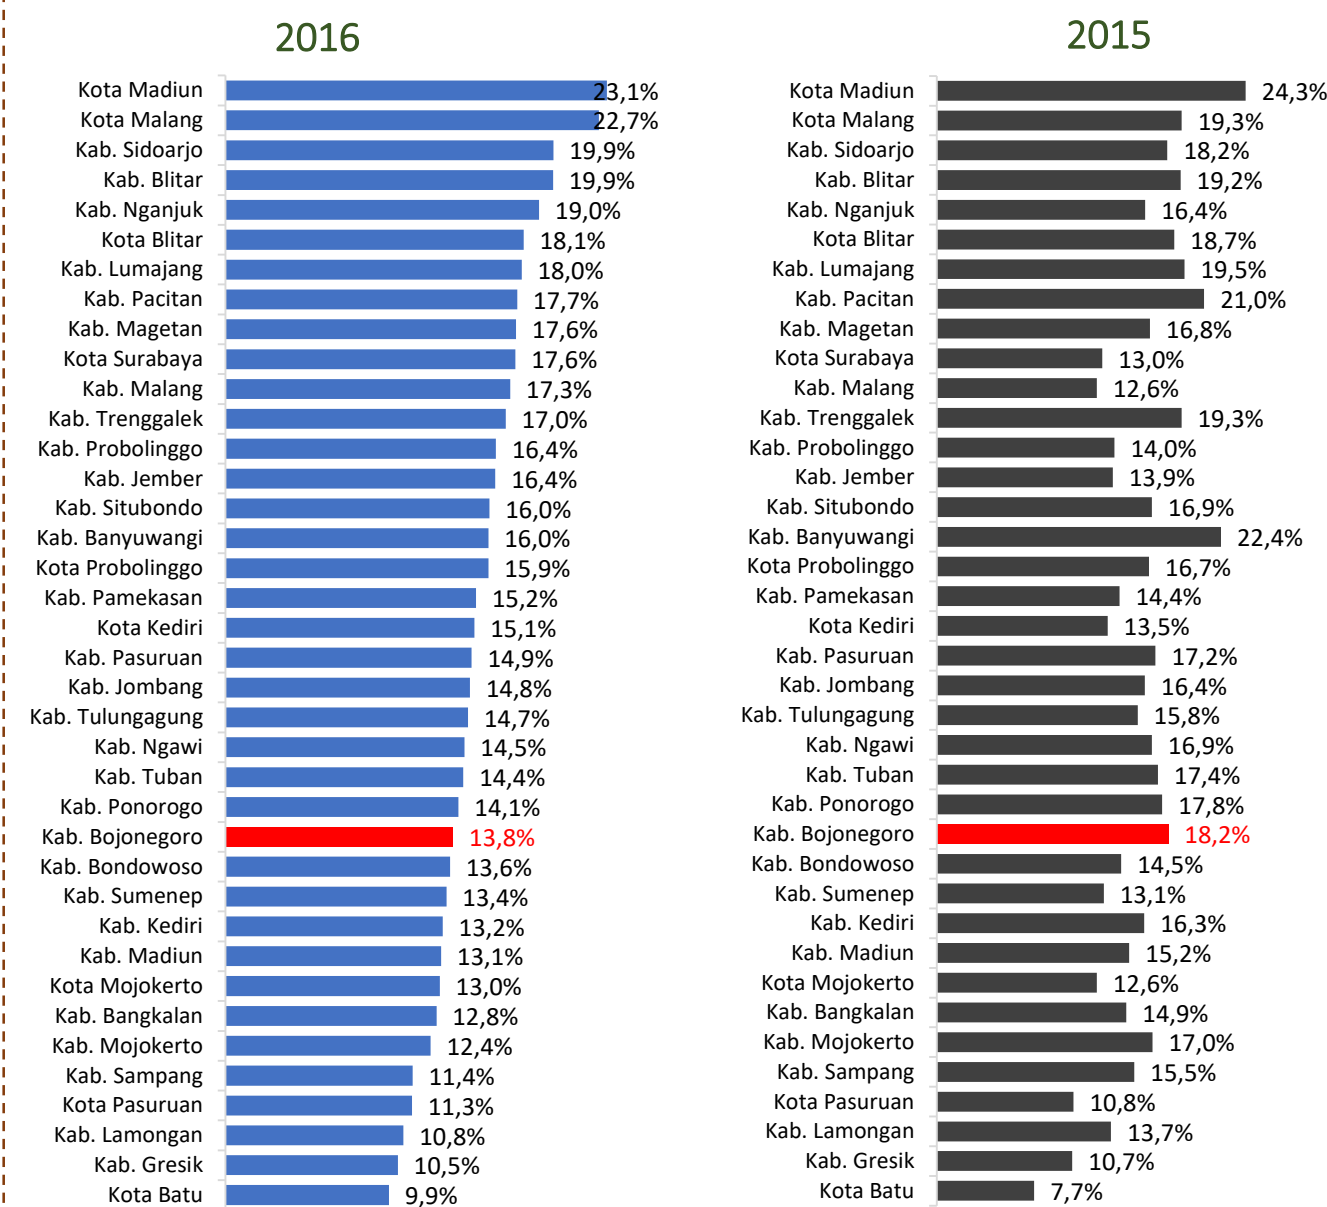 2016
Kota Madiun 23,1%
Kota Malang 22,7%
Kab. Sidoarjo 19,9%
Kab. Blitar 19,9%
Kab. Nganjuk 19,0%
Kota Blitar 18,1%
Kab. Lumajang 18,0%
Kab. Pacitan 17,7%
Kab. Magetan 17,6%
Kota Surabaya 17,6%
Kab. Malang 17,3%
Kab. Trenggalek 17,0%
Kab. Probolinggo 16,4%
Kab. Jember 16,4%
Kab. Situbondo 16,0%
Kab. Banyuwangi 16,0%
Kota Probolinggo 15,9%
Kab. Pamekasan 15,2%
Kota Kediri 15,1%
Kab. Pasuruan 14,9%
Kab. Jombang 14,8%
Kab. Tulungagung 14,7%
Kab. Ngawi 14,5%
Kab. Tuban 14,4%
Kab. Ponorogo 14,1%
Kab. Bojonegoro 13,8%
Kab. Bondowoso 13,6%
Kab. Sumenep 13,4%
Kab. Kediri 13,2%
Kab. Madiun 13,1%
Kota Mojokerto 13,0%
Kab. Bangkalan 12,8%
Kab. Mojokerto 12,4%
Kab. Sampang 11,4%
Kota Pasuruan 11,3%
Kab. Lamongan 10,8%
Kab. Gresik 10,5%
Kota Batu 9,9%
2015
Kota Madiun 24,3%
Kota Malang 19,3%
Kab. Sidoarjo 18,2%
Kab. Blitar 19,2%
Kab. Nganjuk 16,4%
Kota Blitar 18,7%
Kab. Lumajang 19,5%
Kab. Pacitan 21,0%
Kab. Magetan 16,8%
Kota Surabaya 13,0%
Kab. Malang 12,6%
Kab. Trenggalek 19,3%
Kab. Probolinggo 14,0%
Kab. Jember 13,9%
Kab. Situbondo 16,9%
Kab. Banyuwangi 22,4%
Kota Probolinggo 16,7%
Kab. Pamekasan 14,4%
Kota Kediri 13,5%
Kab. Pasuruan 17,2%
Kab. Jombang 16,4%
Kab. Tulungagung 15,8%
Kab. Ngawi 16,9%
Kab. Tuban 17,4%
Kab. Ponorogo 17,8%
Kab. Bojonegoro 18,2%
Kab. Bondowoso 14,5%
Kab. Sumenep 13,1%
Kab. Kediri 16,3%
Kab. Madiun 15,2%
Kota Mojokerto 12,6%
Kab. Bangkalan 14,9%
Kab. Mojokerto 17,0%
Kab. Sampang 15,5%
Kota Pasuruan 10,8%
Kab. Lamongan 13,7%
Kab. Gresik 10,7%
Kota Batu 7,7%